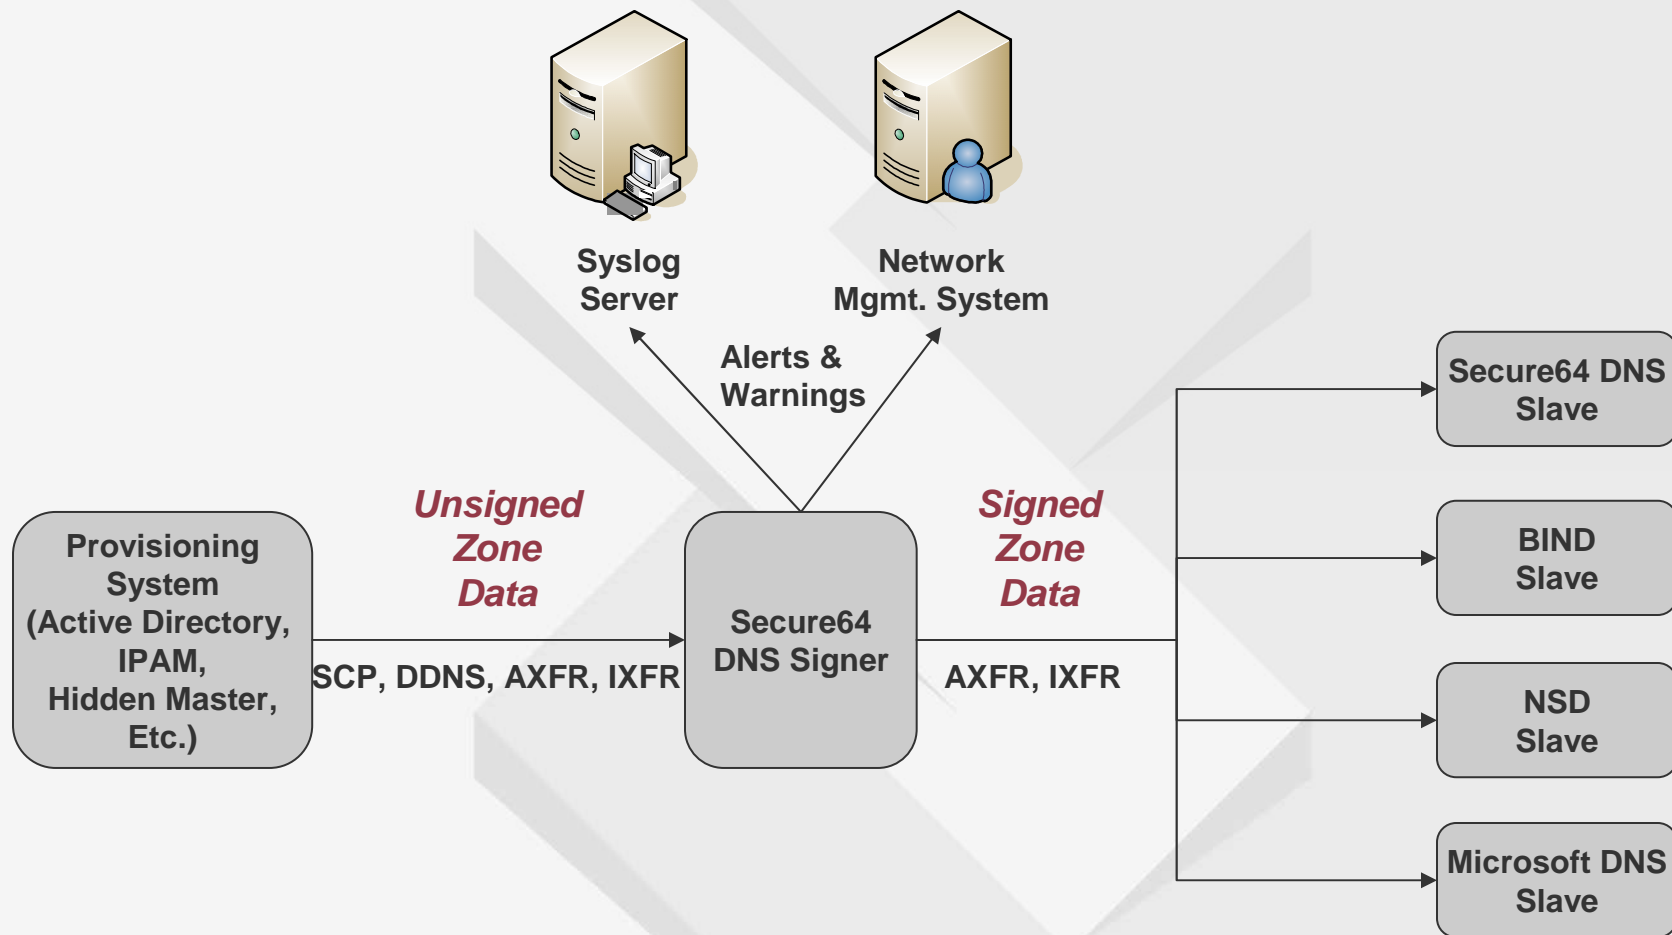 Syslog
Server
Network
Mgmt. System
Alerts &
Warnings
Unsigned
Zone
Data
Signed
Zone
Data
Provisioning
System
(Active Directory,
IPAM,
Hidden Master,
Etc.)
SCP, DDNS, AXFR, IXFR
Secure64
DNS Signer
AXFR, IXFR
Secure64 DNS
Slave
BIND
Slave
NSD
Slave
Microsoft DNS
Slave